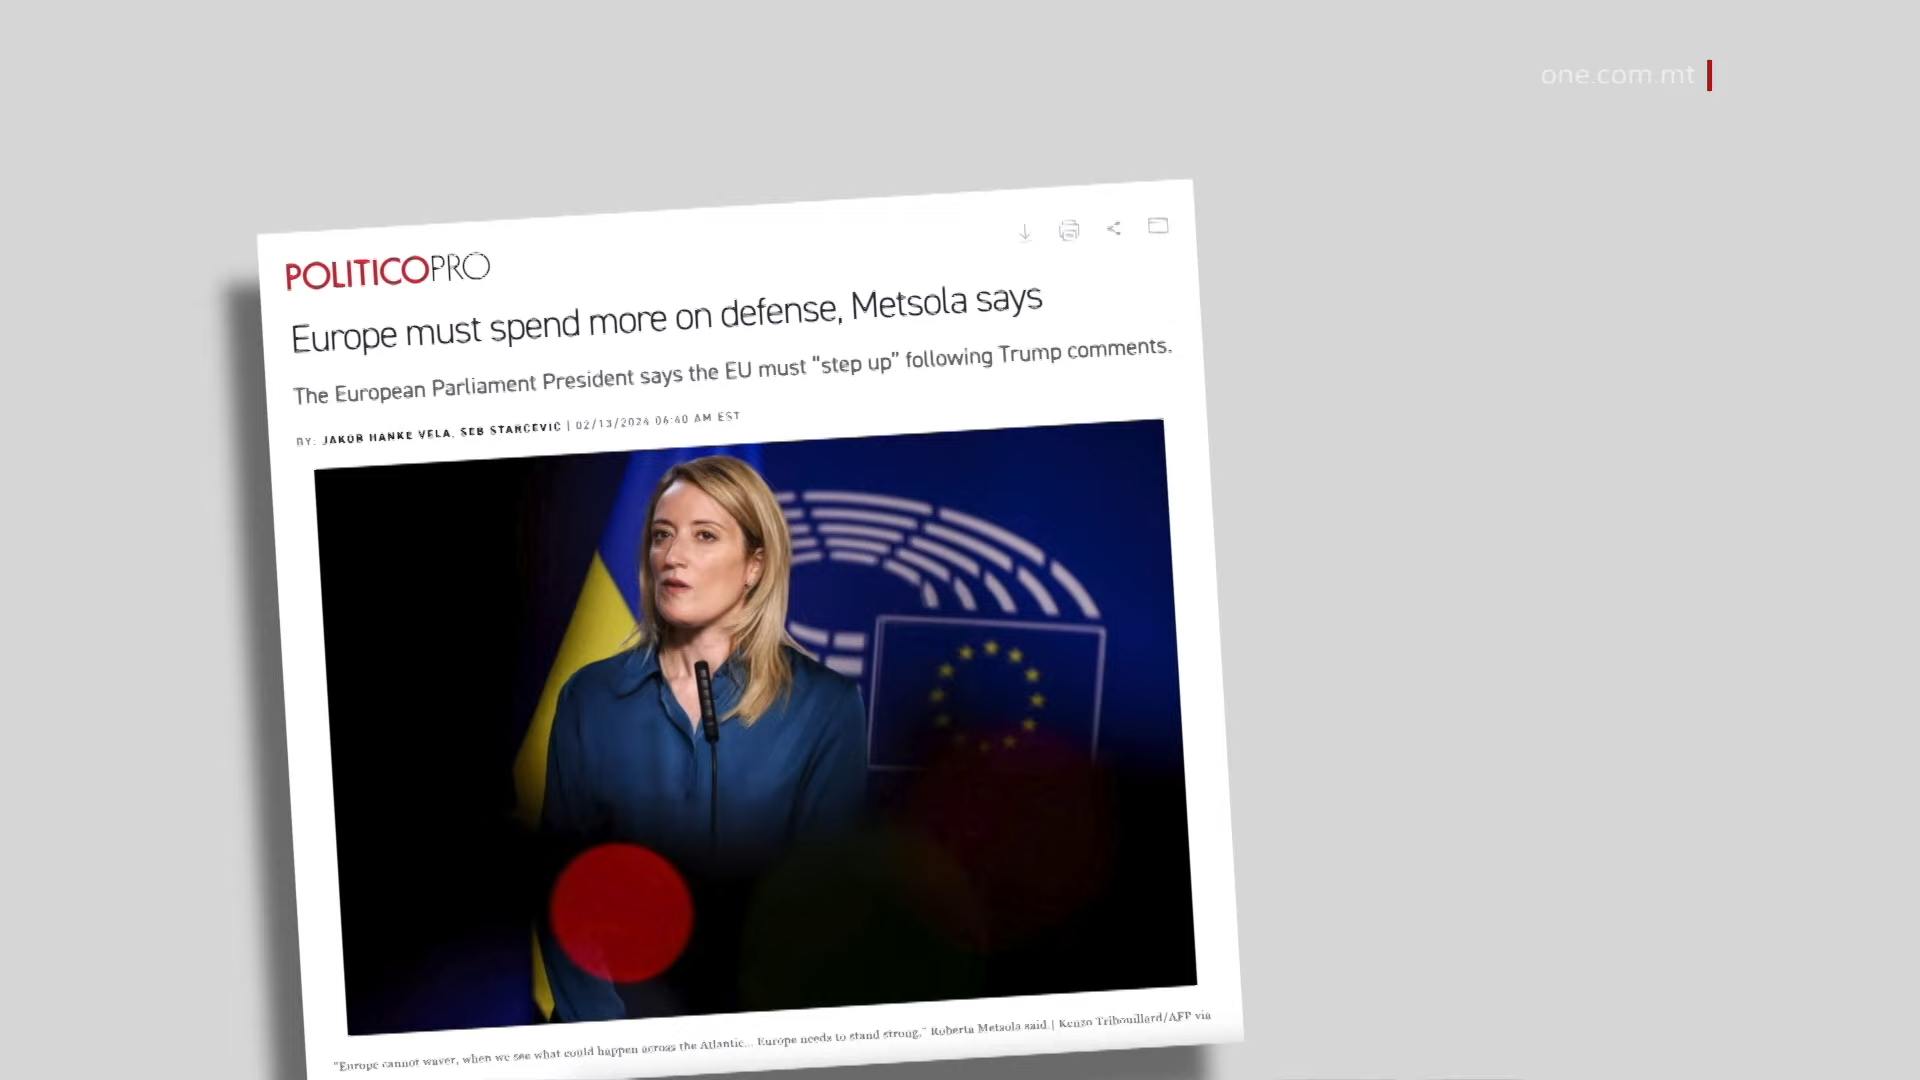 one.com.mt
POLITICOPRO
Europe must spend more on defense, Metsola says
The European Parliament President says the EU must "step up" following Trump comments.
BY: JAKOB HANKE VELA, SEB STARCEVIC | 02/13/2024 06:40 AM EST
"Europe cannot waver, when we see what could happen across the Atlantic... Europe needs to stand strong," Roberta Metsola said.| Kenzo Tribouillard/AFP via